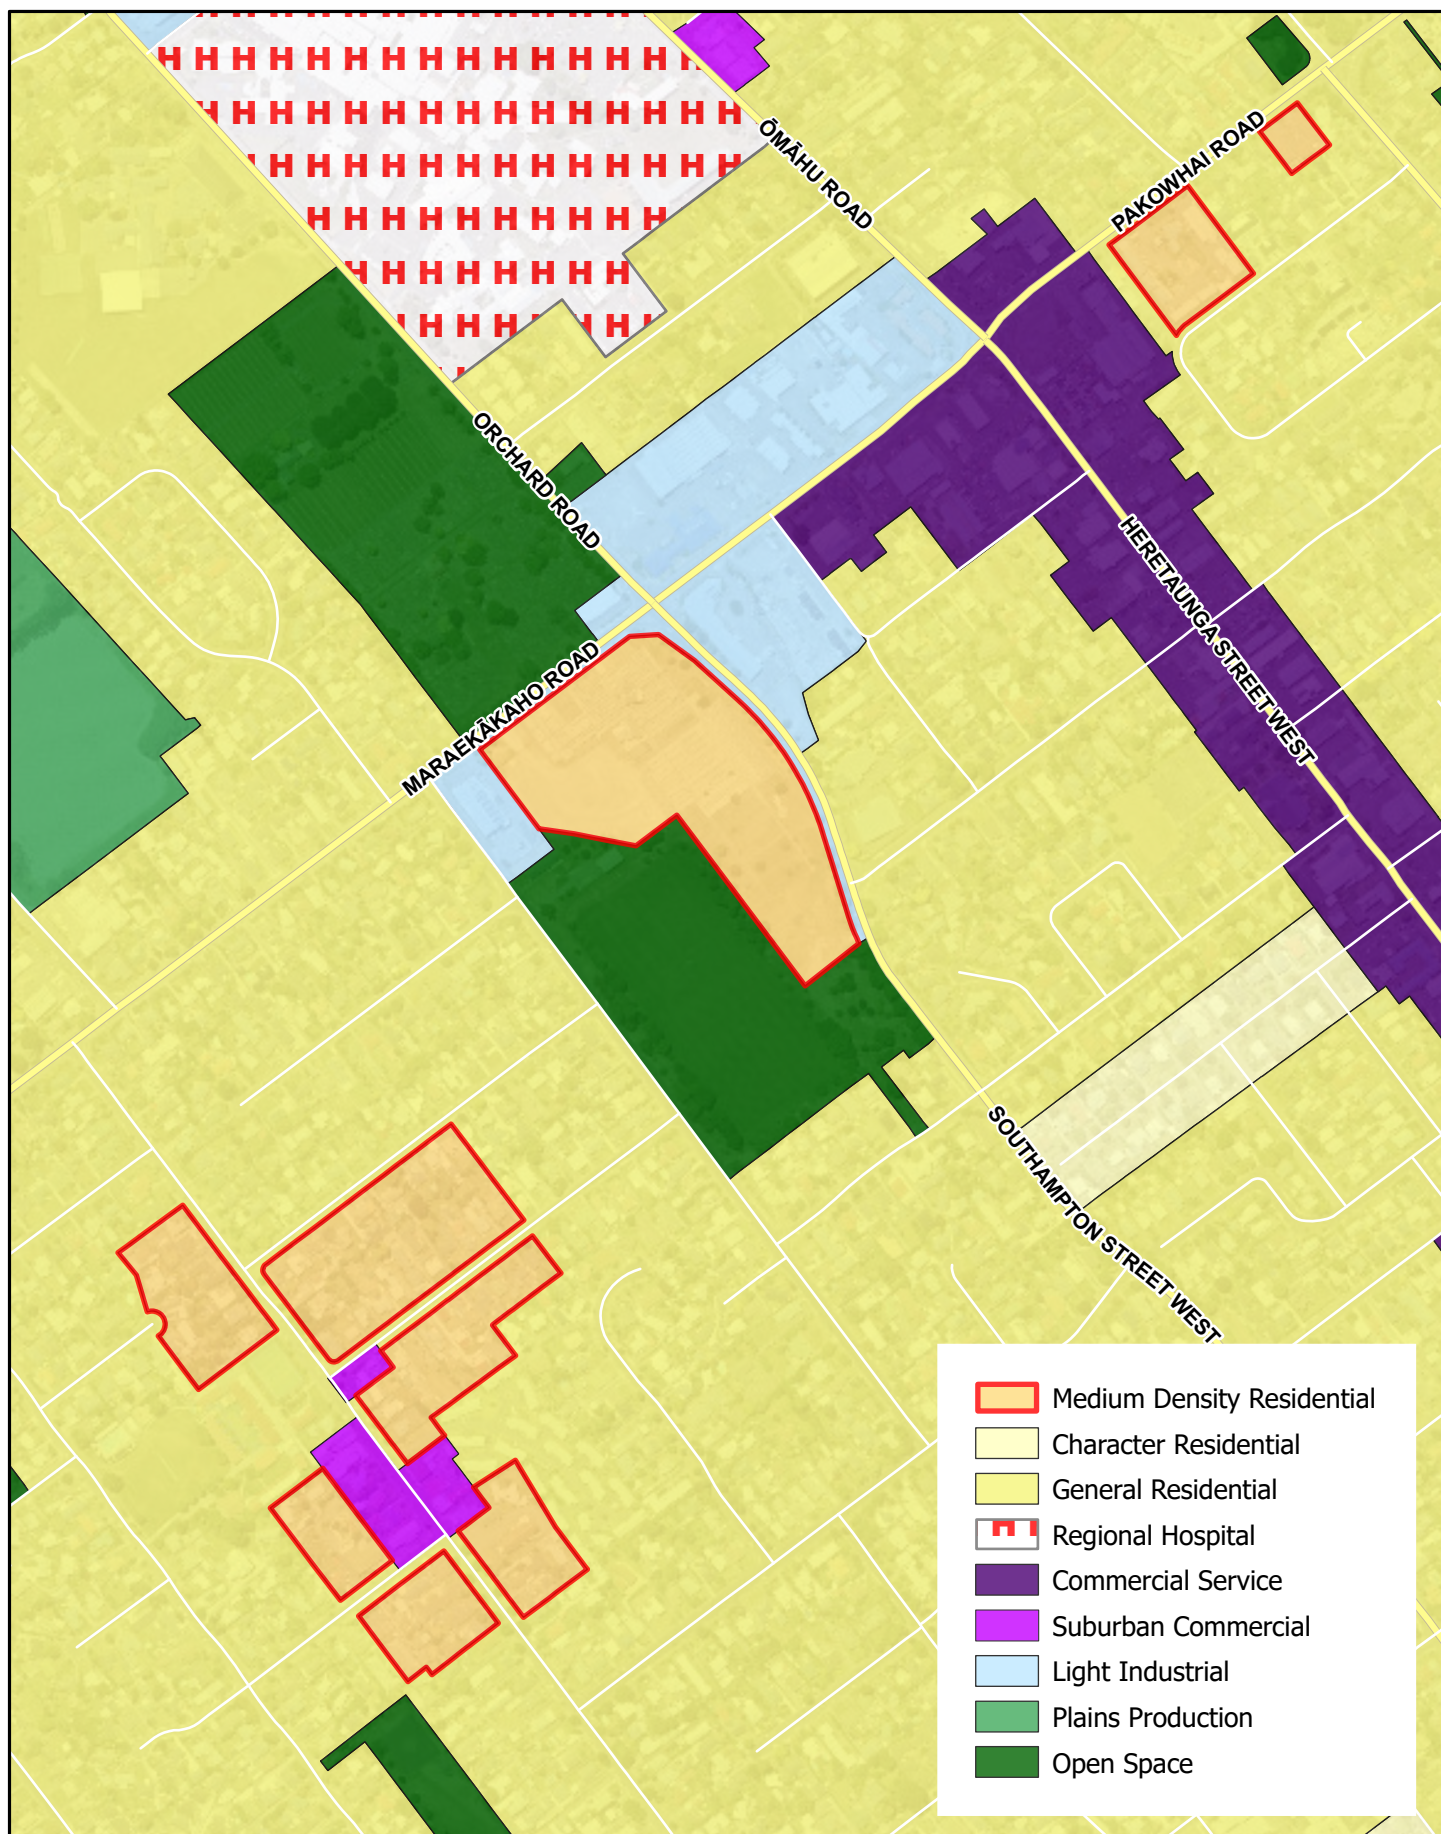 ŌMĀHU ROAD
PAKOWHAI ROAD
ORCHARD ROAD
HERETAUNGA STREET WEST
MARAEKĀKAHO ROAD
SOUTHAMPTON STREET WEST
Medium Density Residential
Character Residential
General Residential
Regional Hospital
Commercial Service
Suburban Commercial
Light Industrial
Plains Production
Open Space
H H H H H H H H H H H H H H H
H H H H H H H H H H H H H H H
H H H H H H H H H H H H H H
H H H H H H H H H H
H H H H H H H H
H H H H H H